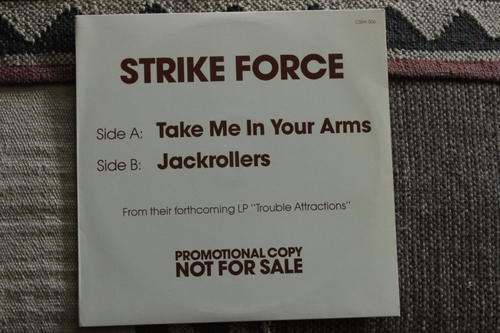 STRIKE FORCE
Side A: Take Me In Your Arms
Side B: Jackrollers
From their forthcoming LP "Trouble Attractions"
PROMOTIONAL COPY
NOT FOR SALE